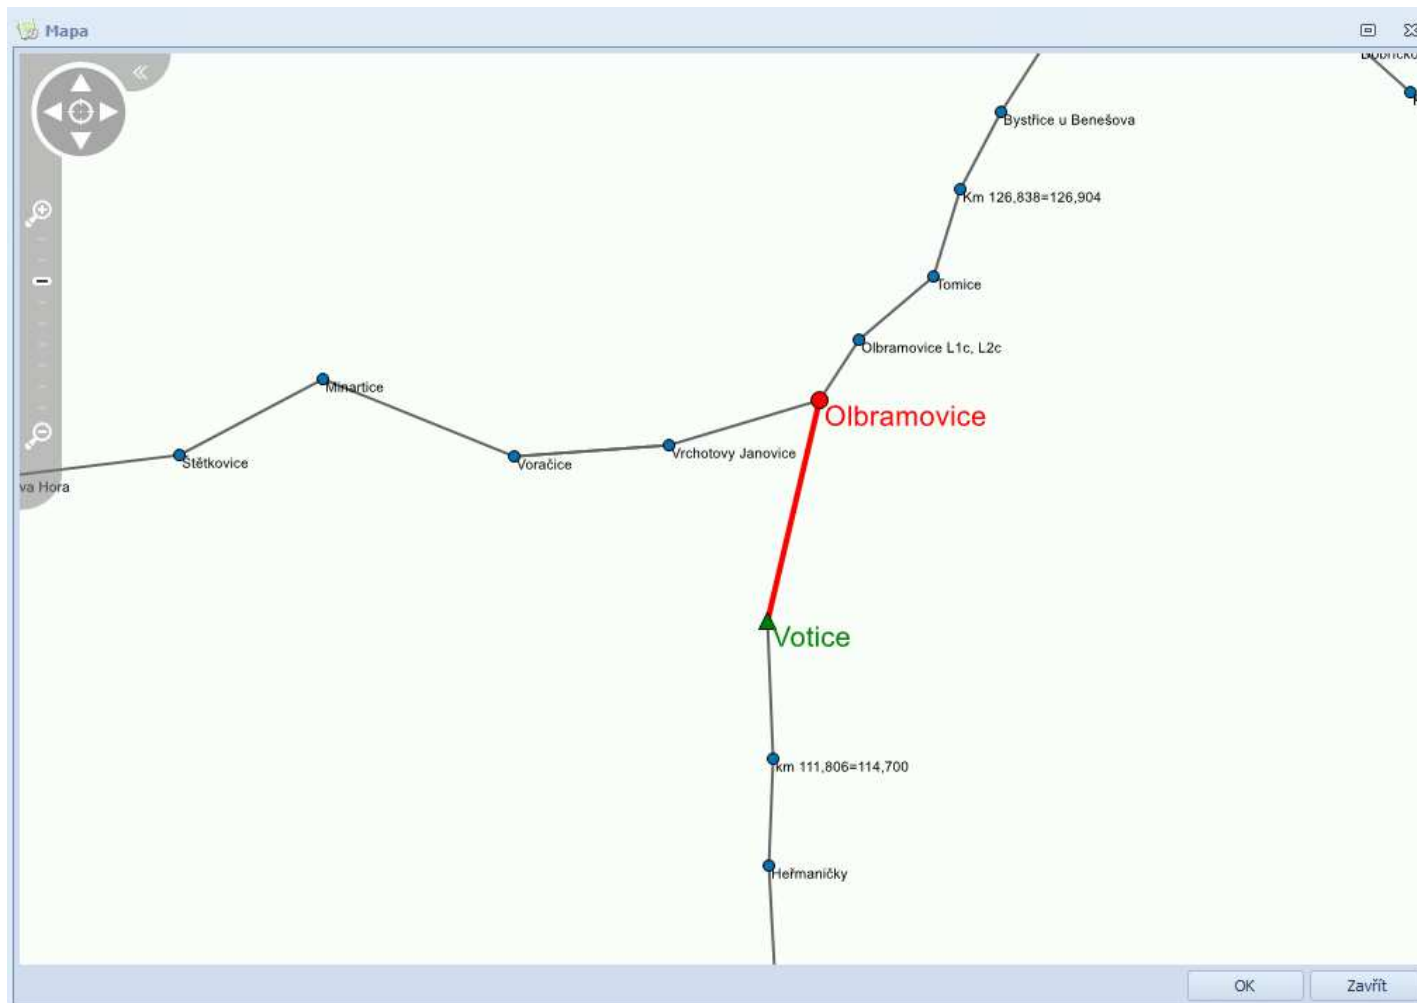 Mapa
Bystřice u Benešova
Km 126,838=126,904
Tomice
Olbramovice L1c, L2c
Minartice
Olbramovice
Vrchotovy Janovice
Štětkovice
Voračice
va Hora
Votice
km 111,806=114,700
Heřmaničky
OK
Zavřít